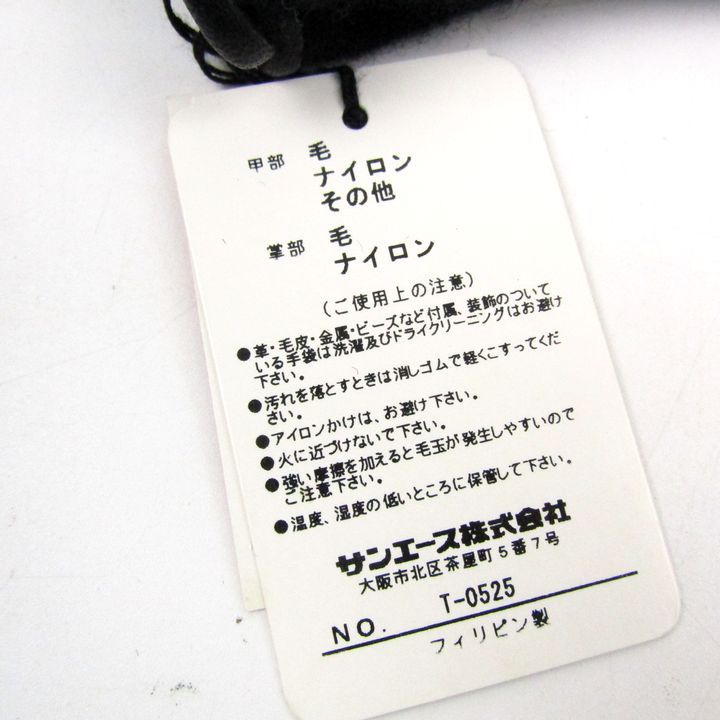 甲部 毛
ナイロン
その他
掌部 毛
ナイロン
(ご使用上の注意)
●革・毛皮・金属・ビーズなど付属、装飾のついて
いる手袋は洗濯及びドライクリーニングはお避け
下さい。
●汚れを落とすときは消しゴムで軽くこすってくだ
さい。
●アイロンかけは、お避け下さい。
●火に近づけないで下さい。
●強い摩擦を加えると毛玉が発生しやすいので
ご注意下さい。
●温度、湿度の低いところに保管して下さい。
サンエース株式会社
大阪市北区茶屋町5番7号
NO. T-0525
フィリピン製